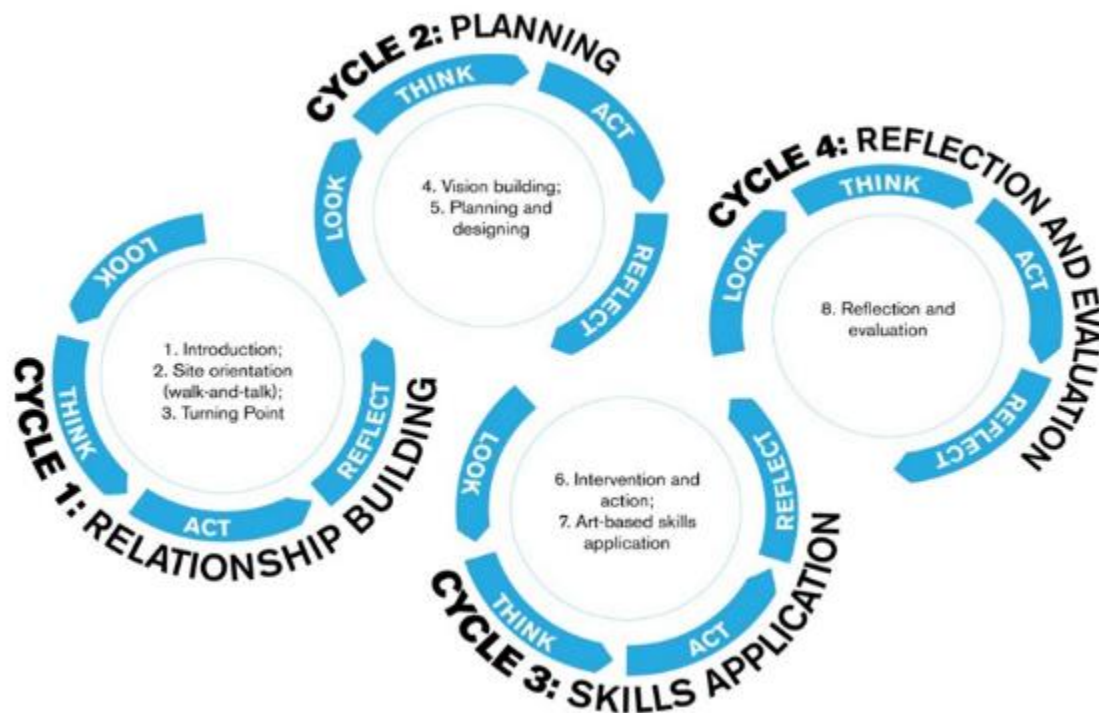 CYCLE 1: RELATIONSHIP BUILDING
LOOK
THINK
ACT
REFLECT
1. Introduction;
2. Site orientation
(walk-and-talk);
3. Turning Point
CYCLE 2: PLANNING
LOOK
THINK
ACT
REFLECT
4. Vision building;
5. Planning and
designing
CYCLE 3: SKILLS APPLICATION
LOOK
THINK
ACT
REFLECT
6. Intervention and
action;
7. Art-based skills
application
CYCLE 4: REFLECTION AND EVALUATION
LOOK
THINK
ACT
REFLECT
8. Reflection and
evaluation